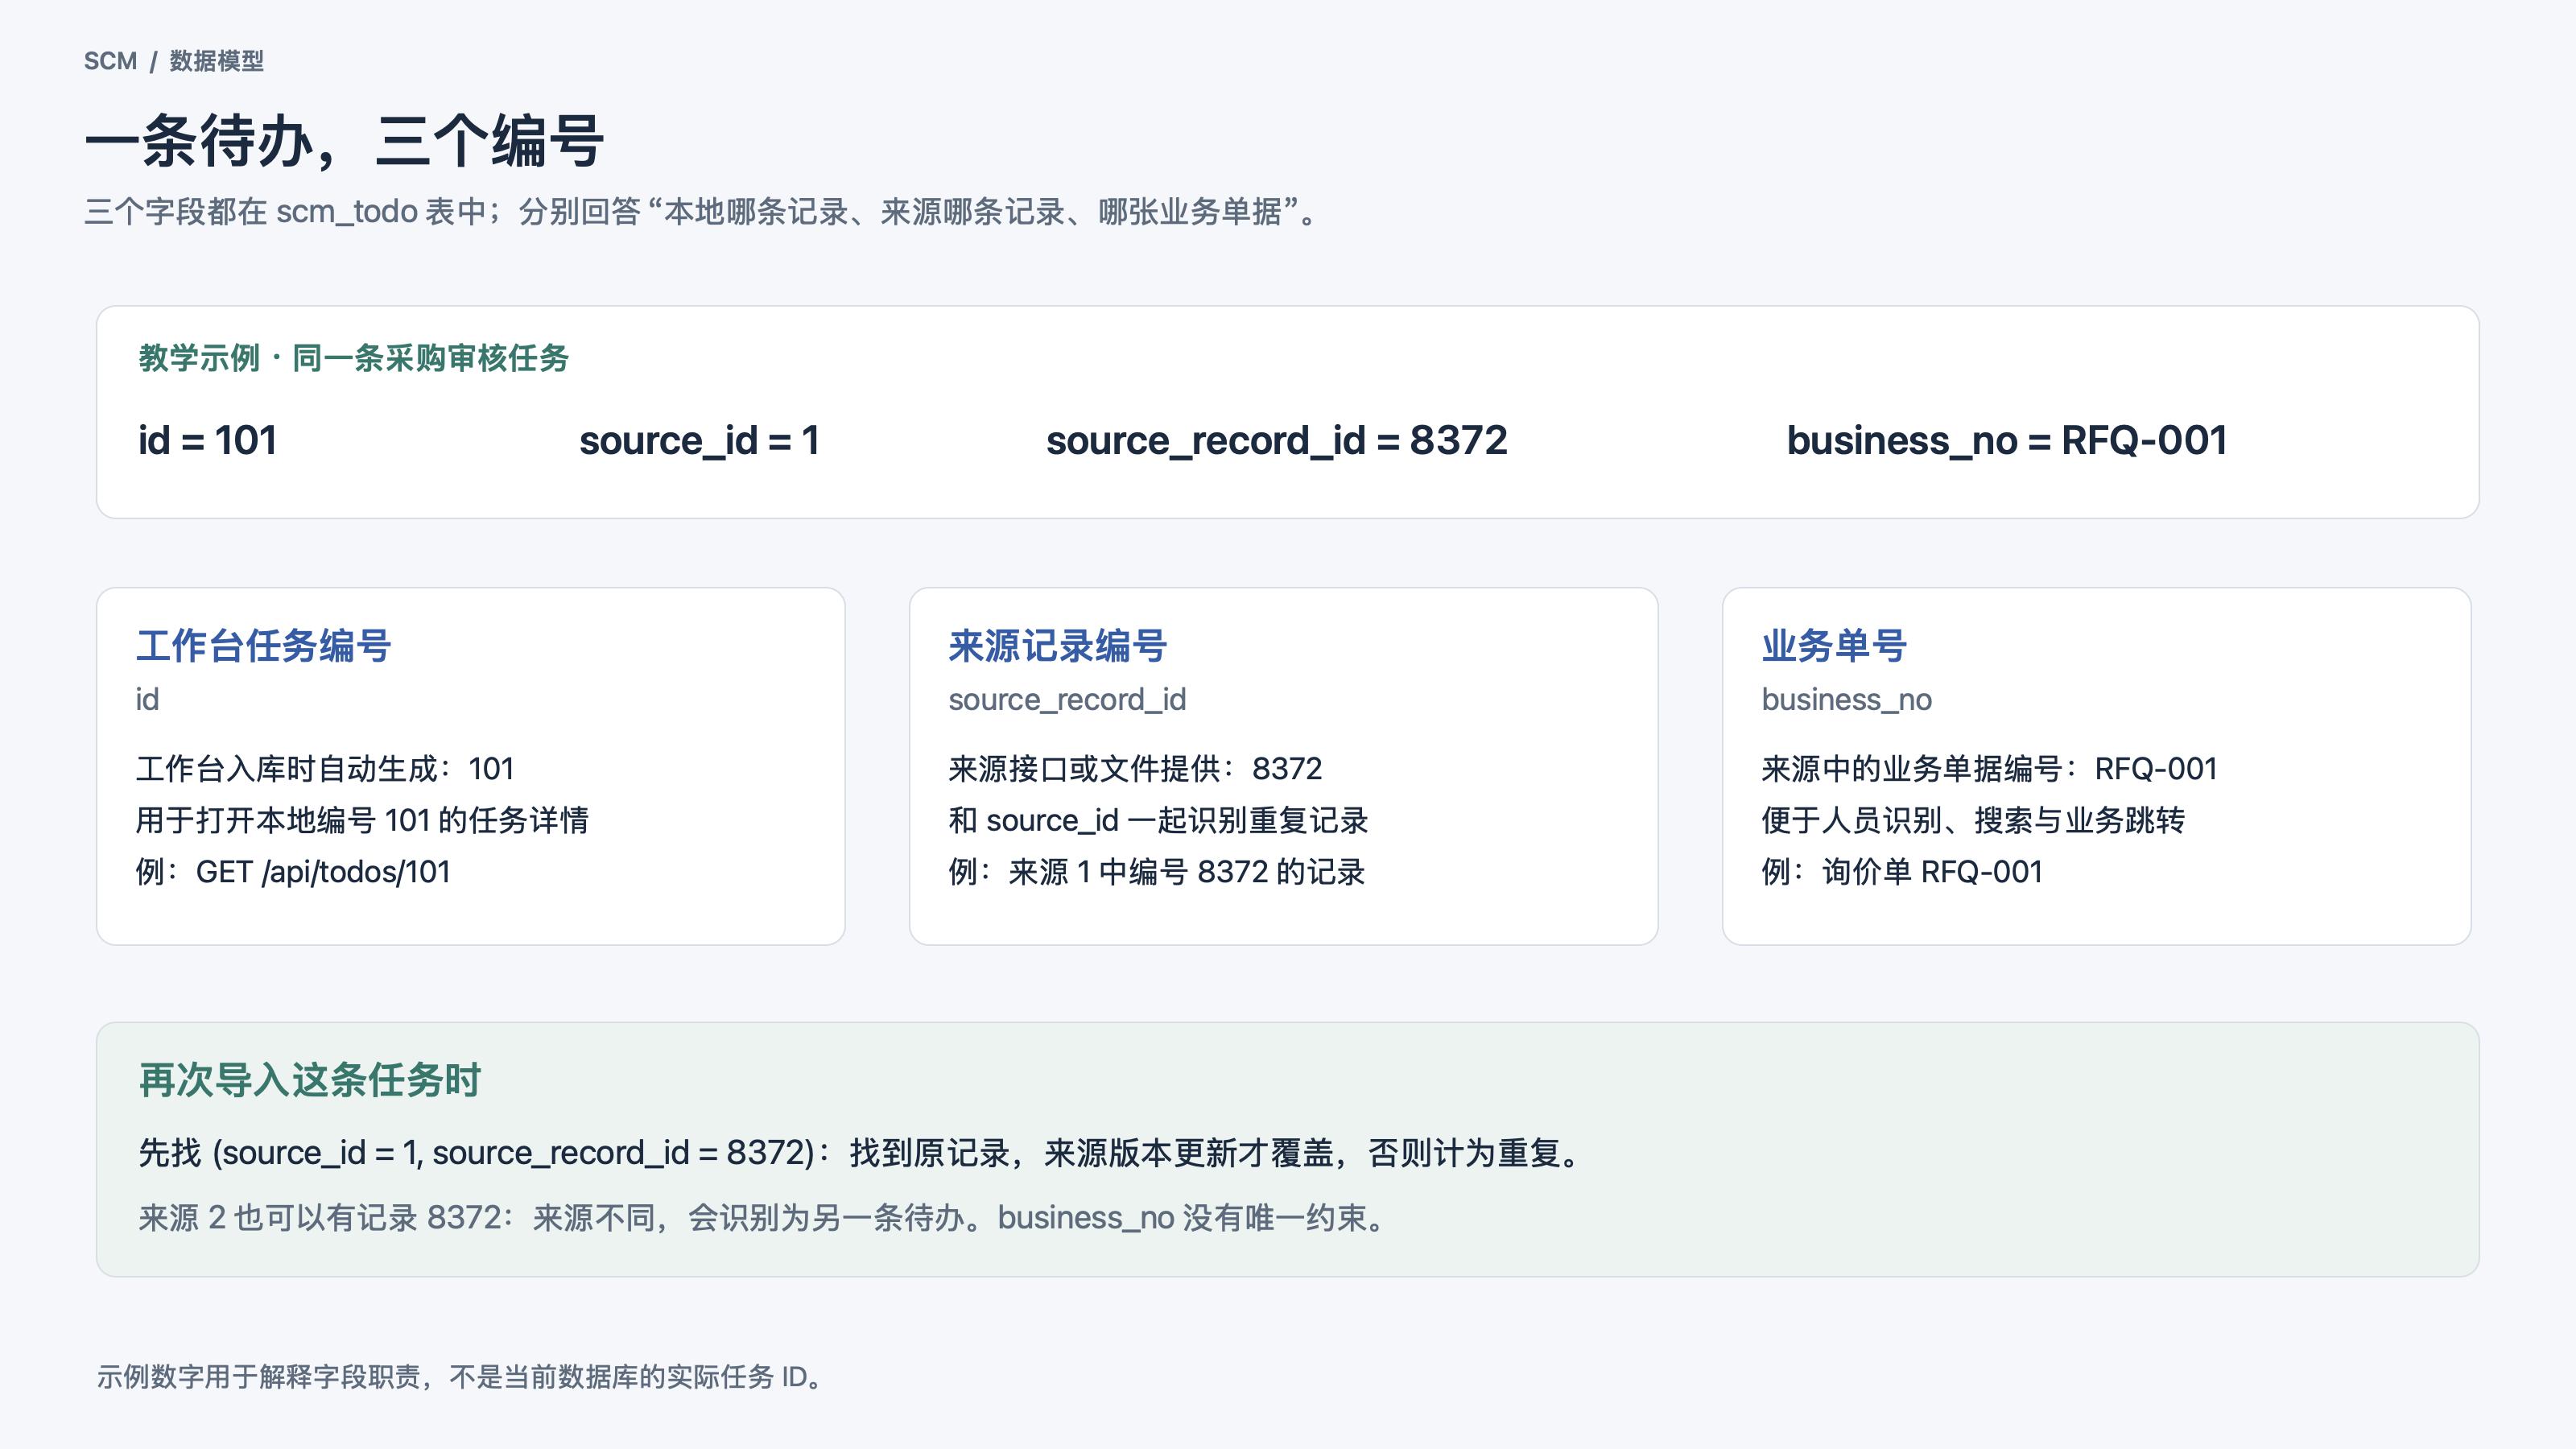 SCM / 数据模型
一条待办，三个编号
三个字段都在 scm_todo 表中；分别回答 “本地哪条记录、来源哪条记录、哪张业务单据”。
教学示例 · 同一条采购审核任务
id = 101
source_id = 1
source_record_id = 8372
business_no = RFQ-001
工作台任务编号
id
工作台入库时自动生成：101
用于打开本地编号 101 的任务详情
例：GET /api/todos/101
来源记录编号
source_record_id
来源接口或文件提供：8372
和 source_id 一起识别重复记录
例：来源 1 中编号 8372 的记录
业务单号
business_no
来源中的业务单据编号：RFQ-001
便于人员识别、搜索与业务跳转
例：询价单 RFQ-001
再次导入这条任务时
先找 (source_id = 1, source_record_id = 8372)：找到原记录，来源版本更新才覆盖，否则计为重复。
来源 2 也可以有记录 8372：来源不同，会识别为另一条待办。business_no 没有唯一约束。
示例数字用于解释字段职责，不是当前数据库的实际任务 ID。